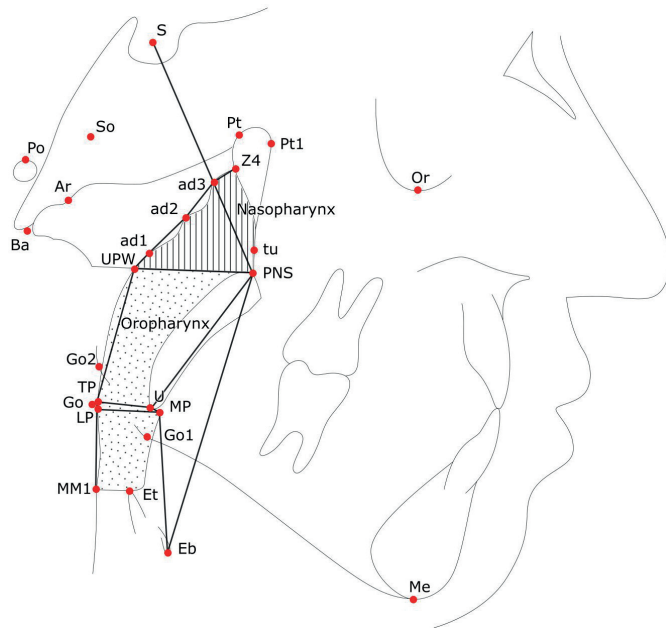 S
Pt
So
Pt1
Po
Z4
Or
ad3
Ar
Nasopharynx
ad2
Ba
ad1
tu
UPW
PNS
Oropharynx
Go2
TP
U
Go
MP
LP
Go1
MM1
Et
Eb
Me